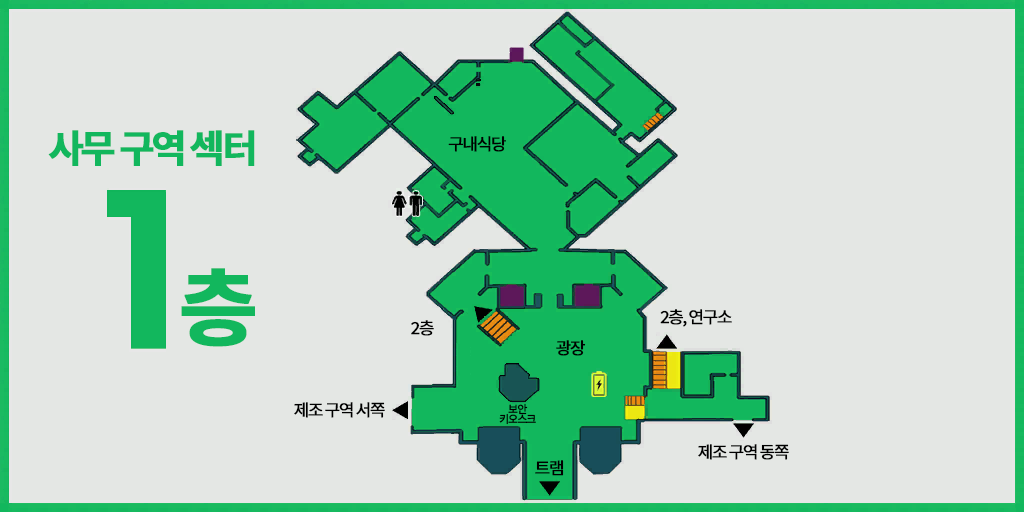 사무 구역 섹터
1층
구내식당
2층
2층, 연구소
광장
제조 구역 서쪽
보안
키오스크
제조 구역 동쪽
트램